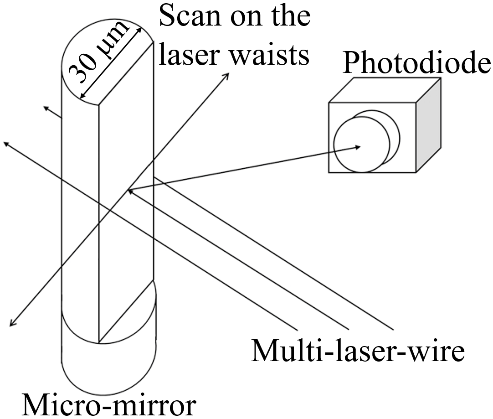 Scan on the
laser waists
30 μm
Photodiode
Multi-laser-wire
Micro-mirror